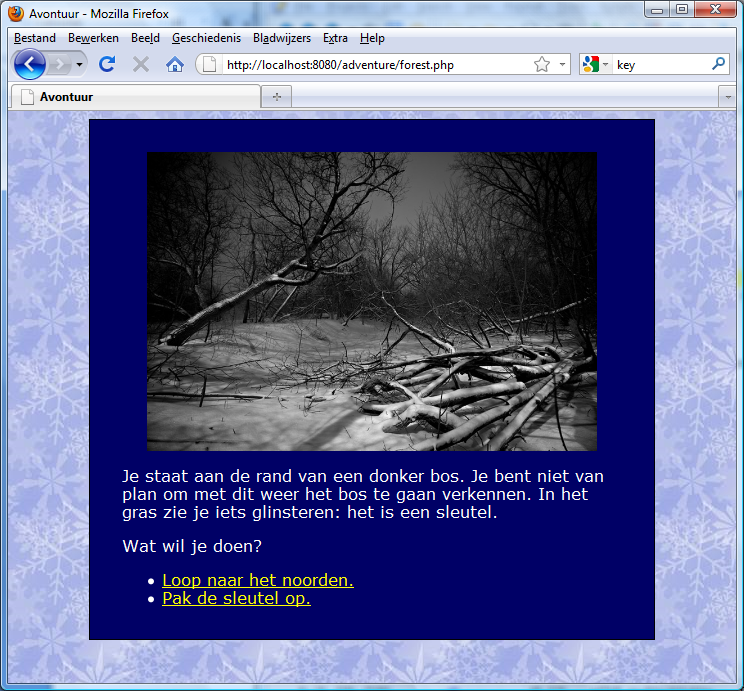 Avontuur - Mozilla Firefox
Bestand Bewerken Beeld Geschiedenis Bladwijzers Extra Help
http://localhost:8080/adventure/forest.php key
Avontuur
Je staat aan de rand van een donker bos. Je bent niet van
plan om met dit weer het bos te gaan verkennen. In het
gras zie je iets glinsteren: het is een sleutel.
Wat wil je doen?
Loop naar het noorden.
Pak de sleutel op.